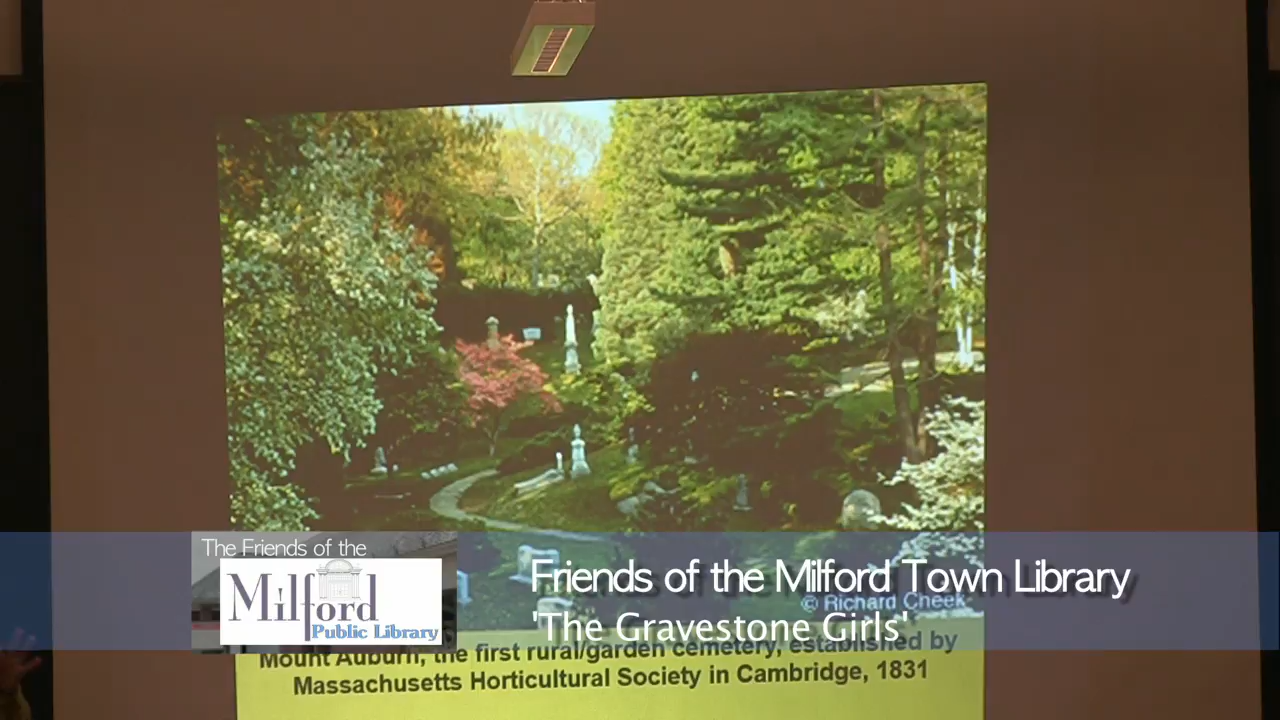 The Friends of the
Milford
Public Library
Friends of the Milford Town Library
© Richard Cheek
'The Gravestone Girls'
Mount Auburn, the first rural/garden cemetery, established by
Massachusetts Horticultural Society in Cambridge, 1831